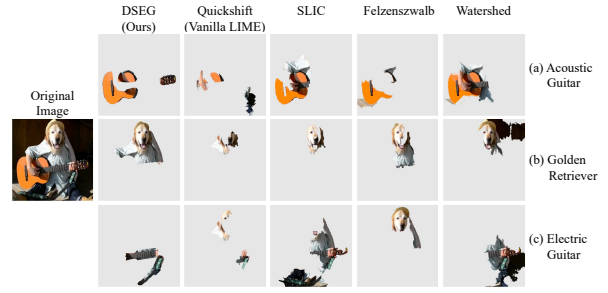 DSEG
(Ours)
Quickshift
(Vanilla LIME)
SLIC
Felzenszwalb
Watershed
Original
Image
(a) Acoustic
Guitar
(b) Golden
Retriever
(c) Electric
Guitar